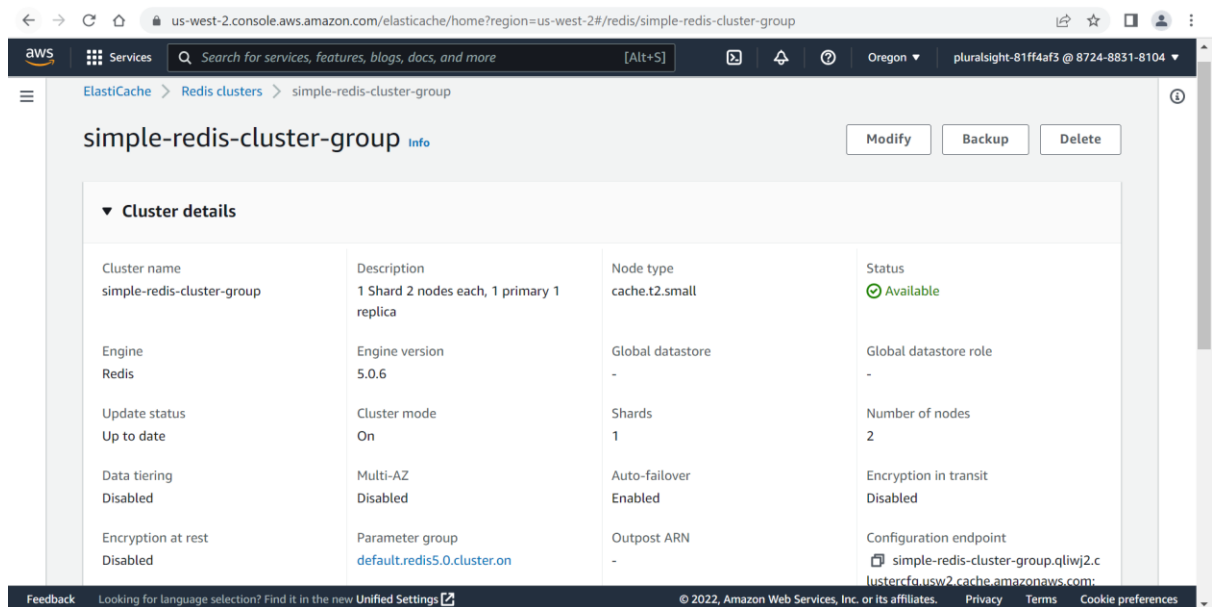 us-west-2.console.aws.amazon.com/elasticache/home?region=us-west-2#/redis/simple-redis-cluster-group
aws Services Search for services, features, blogs, docs, and more [Alt+S] Oregon ▼ pluralsight-81ff4af3 @ 8724-8831-8104 ▼
ElastiCache > Redis clusters > simple-redis-cluster-group
simple-redis-cluster-group Info Modify Backup Delete
▼ Cluster details
Cluster name Description Node type Status
simple-redis-cluster-group 1 Shard 2 nodes each, 1 primary 1 cache.t2.small Available
replica
Engine Engine version Global datastore Global datastore role
Redis 5.0.6 - -
Update status Cluster mode Shards Number of nodes
Up to date On 1 2
Data tiering Multi-AZ Auto-failover Encryption in transit
Disabled Disabled Enabled Disabled
Encryption at rest Parameter group Outpost ARN Configuration endpoint
Disabled default.redis5.0.cluster.on - simple-redis-cluster-group.qliwj2.c
lustercfg.usw2.cache.amazonaws.com:
Feedback Looking for language selection? Find it in the new Unified Settings © 2022, Amazon Web Services, Inc. or its affiliates. Privacy Terms Cookie preferences